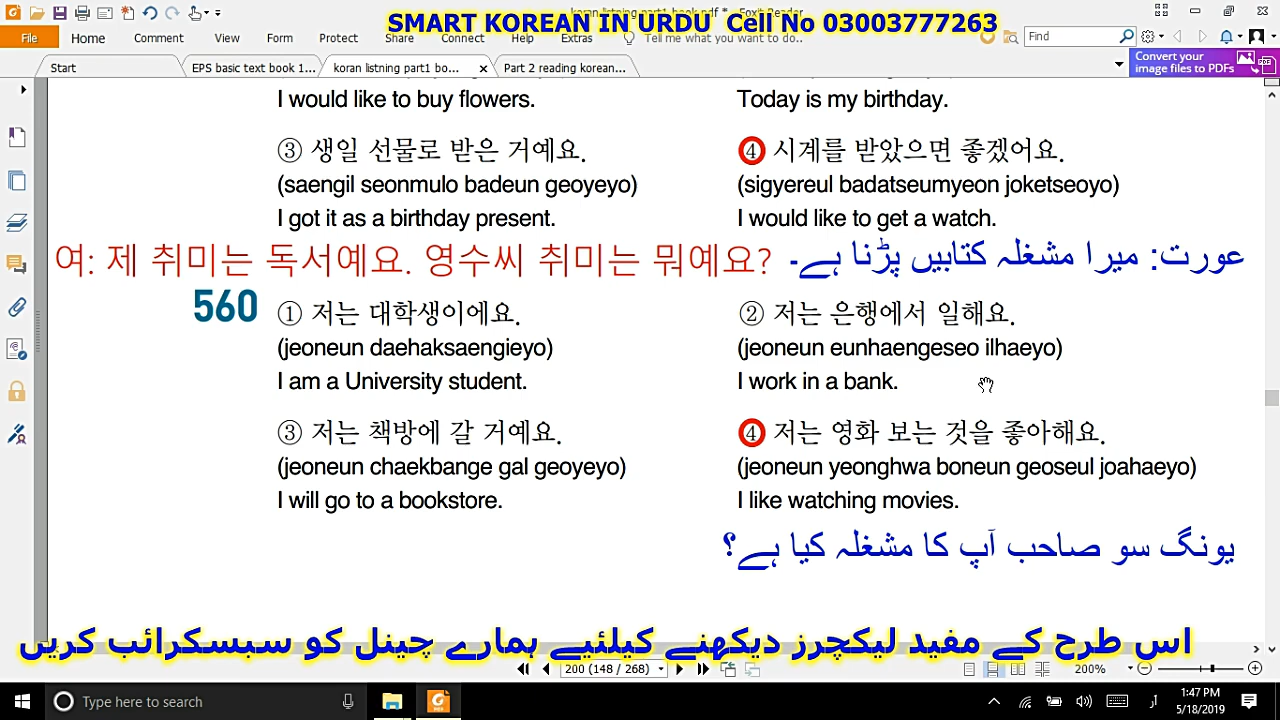 koran listning part1 book.pdf * - Foxit Reader
SMART KOREAN IN URDU Cell No 03003777263
File Home Comment View Form Protect Share Connect Help Extras Tell me what you want to do.. Find
Start EPS basic text book 1... koran listning part1 bo... Part 2 reading korean...
Convert your
image files to PDFs
I would like to buy flowers. Today is my birthday.
③ 생일 선물로 받은 거예요. ④ 시계를 받았으면 좋겠어요.
(saengil seonmulo badeun geoyeyo) (sigyereul badatseumyeon joketseoyo)
I got it as a birthday present. I would like to get a watch.
여: 제 취미는 독서예요. 영수씨 취미는 뭐예요? عورت: میرا مشغلہ کتابیں پڑنا ہے۔
560 ① 저는 대학생이에요. ② 저는 은행에서 일해요.
(jeoneun daehaksaengieyo) (jeoneun eunhaengeseo ilhaeyo)
I am a University student. I work in a bank.
③ 저는 책방에 갈 거예요. ④ 저는 영화 보는 것을 좋아해요.
(jeoneun chaekbange gal geoyeyo) (jeoneun yeonghwa boneun geoseul joahaeyo)
I will go to a bookstore. I like watching movies.
یونگ سو صاحب آپ کا مشغلہ کیا ہے؟
اس طرح کے مفید لیکچرز دیکھنے کیلئیے ہمارے چینل کو سبسکرائب کریں
200 (148 / 268) 200%
Type here to search
1:47 PM
5/18/2019